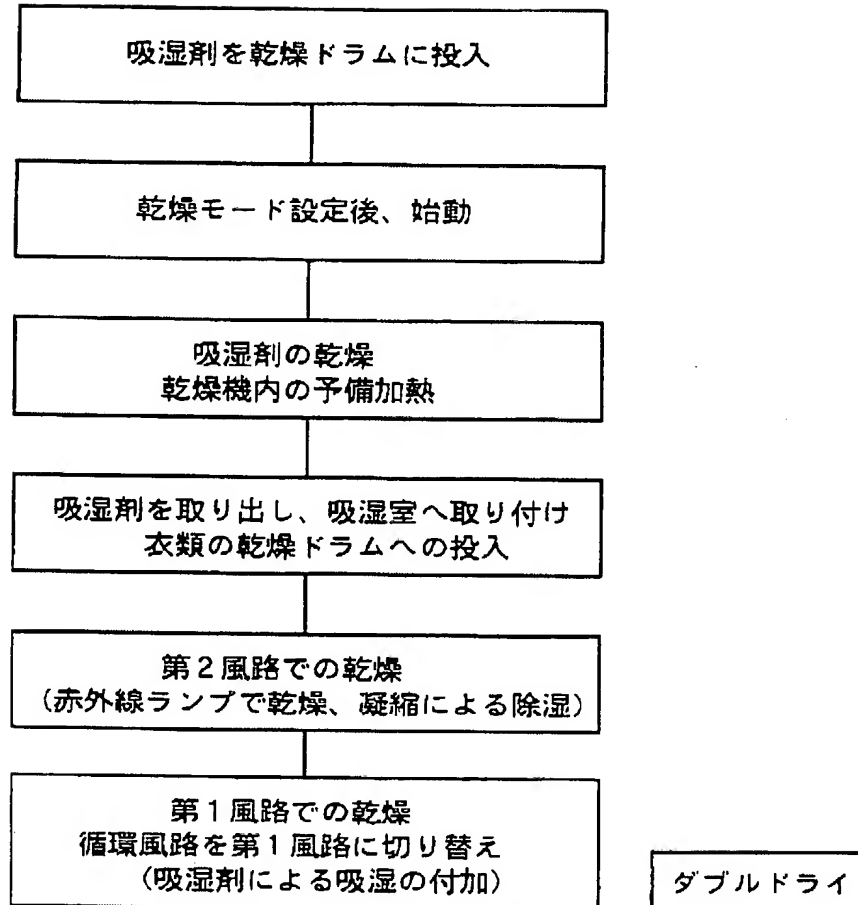 吸湿剤を乾燥ドラムに投入
乾燥モード設定後、始動
吸湿剤の乾燥
乾燥機内の予備加熱
吸湿剤を取り出し、吸湿室へ取り付け
衣類の乾燥ドラムへの投入
第2風路での乾燥
(赤外線ランプで乾燥、凝縮による除湿)
第1風路での乾燥
循環風路を第1風路に切り替え
(吸湿剤による吸湿の付加)
ダブルドライ